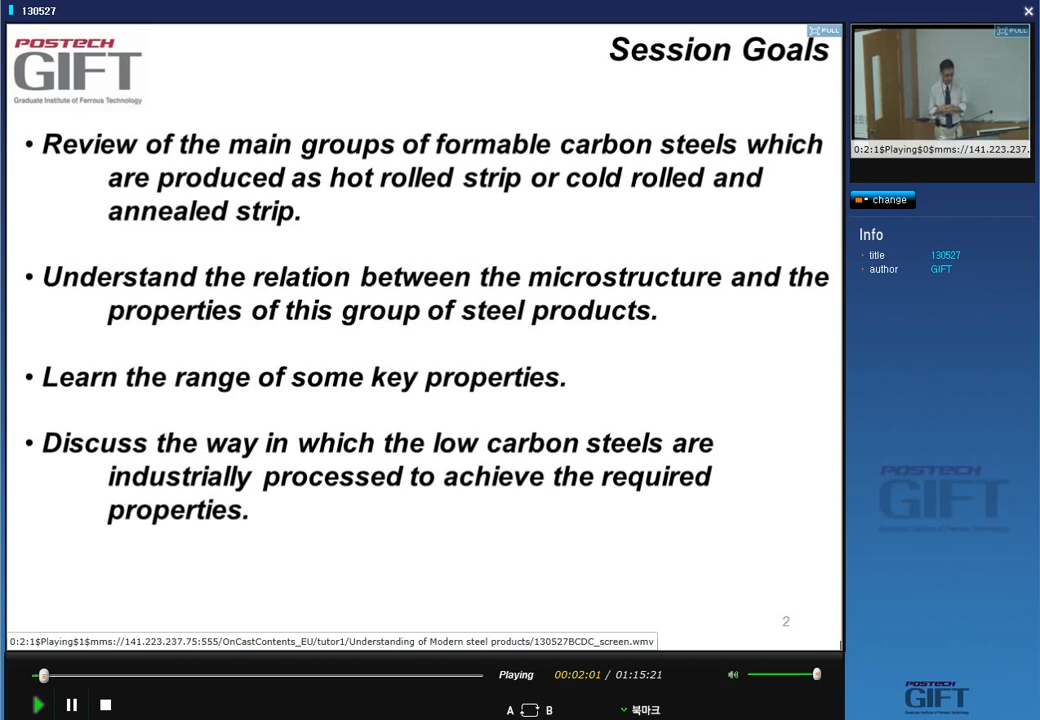 130527
POSTECH
GIFT
Graduate Institute of Ferrous Technology
FULL
Session Goals
• Review of the main groups of formable carbon steels which
are produced as hot rolled strip or cold rolled and
annealed strip.
• Understand the relation between the microstructure and the
properties of this group of steel products.
• Learn the range of some key properties.
• Discuss the way in which the low carbon steels are
industrially processed to achieve the required
properties.
2
0:2:1$Playing$1$mms://141.223.237.75:555/OnCastContents_EU/tutor1/Understanding of Modern steel products/130527BCDC_screen.wmv
FULL
0:2:1$Playing$0$mms://141.223.237.
change
Info
title 130527
author GIFT
POSTECH
GIFT
Playing 00:02:01 / 01:15:21
A B 북마크
POSTECH
GIFT